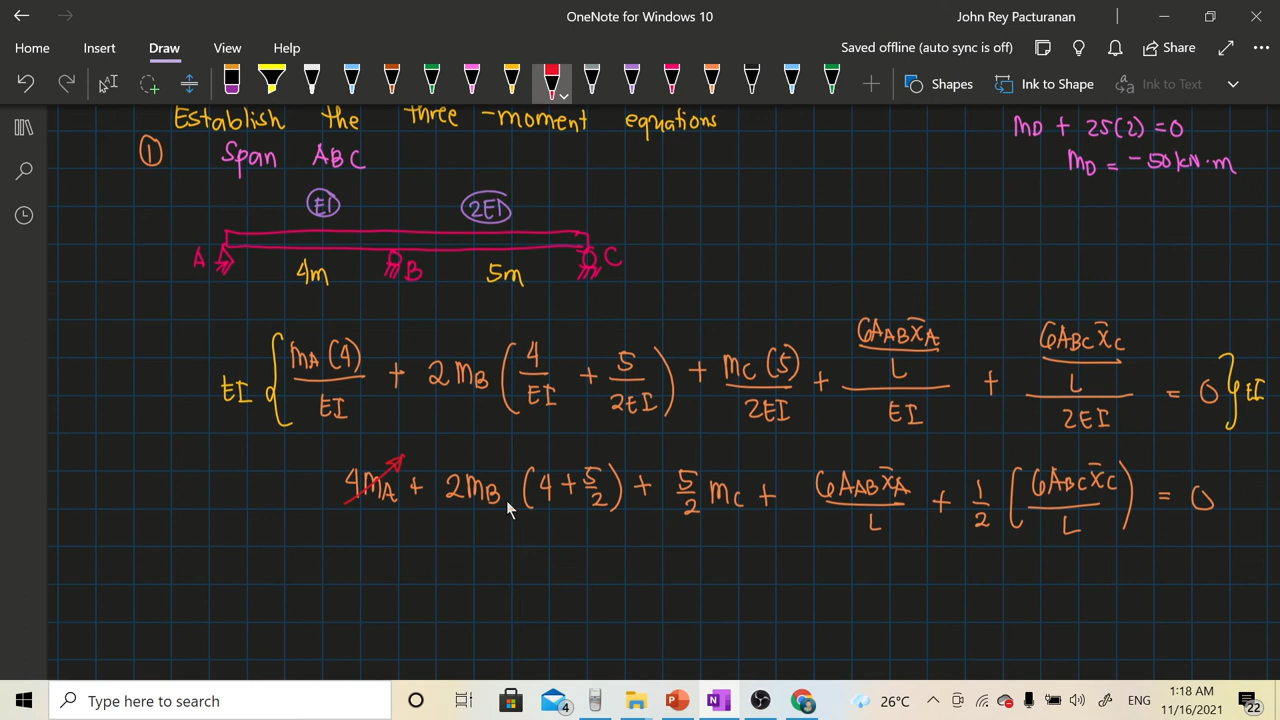 OneNote for Windows 10
John Rey Pacturanan
Home Insert Draw View Help
Saved offline (auto sync is off)
Share
Shapes
Ink to Shape
Ink to Text
Establish the three-moment equations
MD + 25(2) = 0
MD = -50 kN·m
① Span ABC
EI 2EI
A B C
4m 5m
EI { MA(4)/EI + 2MB (4/EI + 5/2EI) + MC(5)/2EI + (6AABx̄A/L)/EI + (6ABCx̄C/L)/2EI = 0 } EI
4MA + 2MB (4 + 5/2) + 5/2 MC + 6AABx̄A/L + 1/2 (6ABCx̄C/L) = 0
Type here to search
4
26°C
ENG
1:18 AM
11/16/2021
22